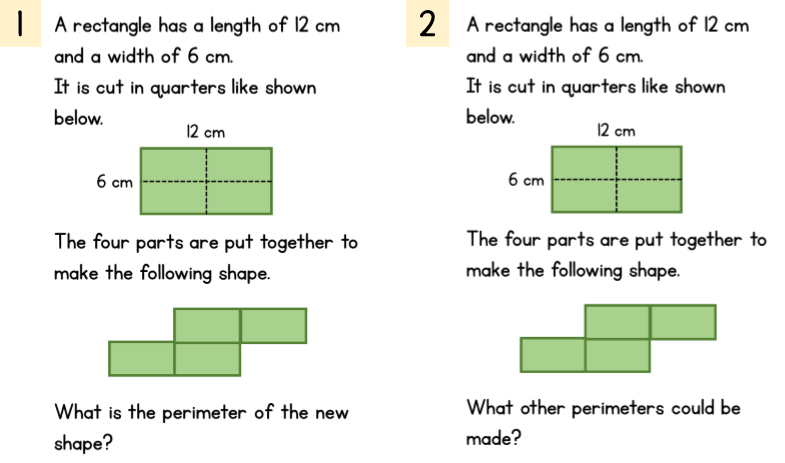 1
A rectangle has a length of 12 cm
and a width of 6 cm.
It is cut in quarters like shown
below.
12 cm
6 cm
The four parts are put together to
make the following shape.
What is the perimeter of the new
shape?
2
A rectangle has a length of 12 cm
and a width of 6 cm.
It is cut in quarters like shown
below.
12 cm
6 cm
The four parts are put together to
make the following shape.
What other perimeters could be
made?